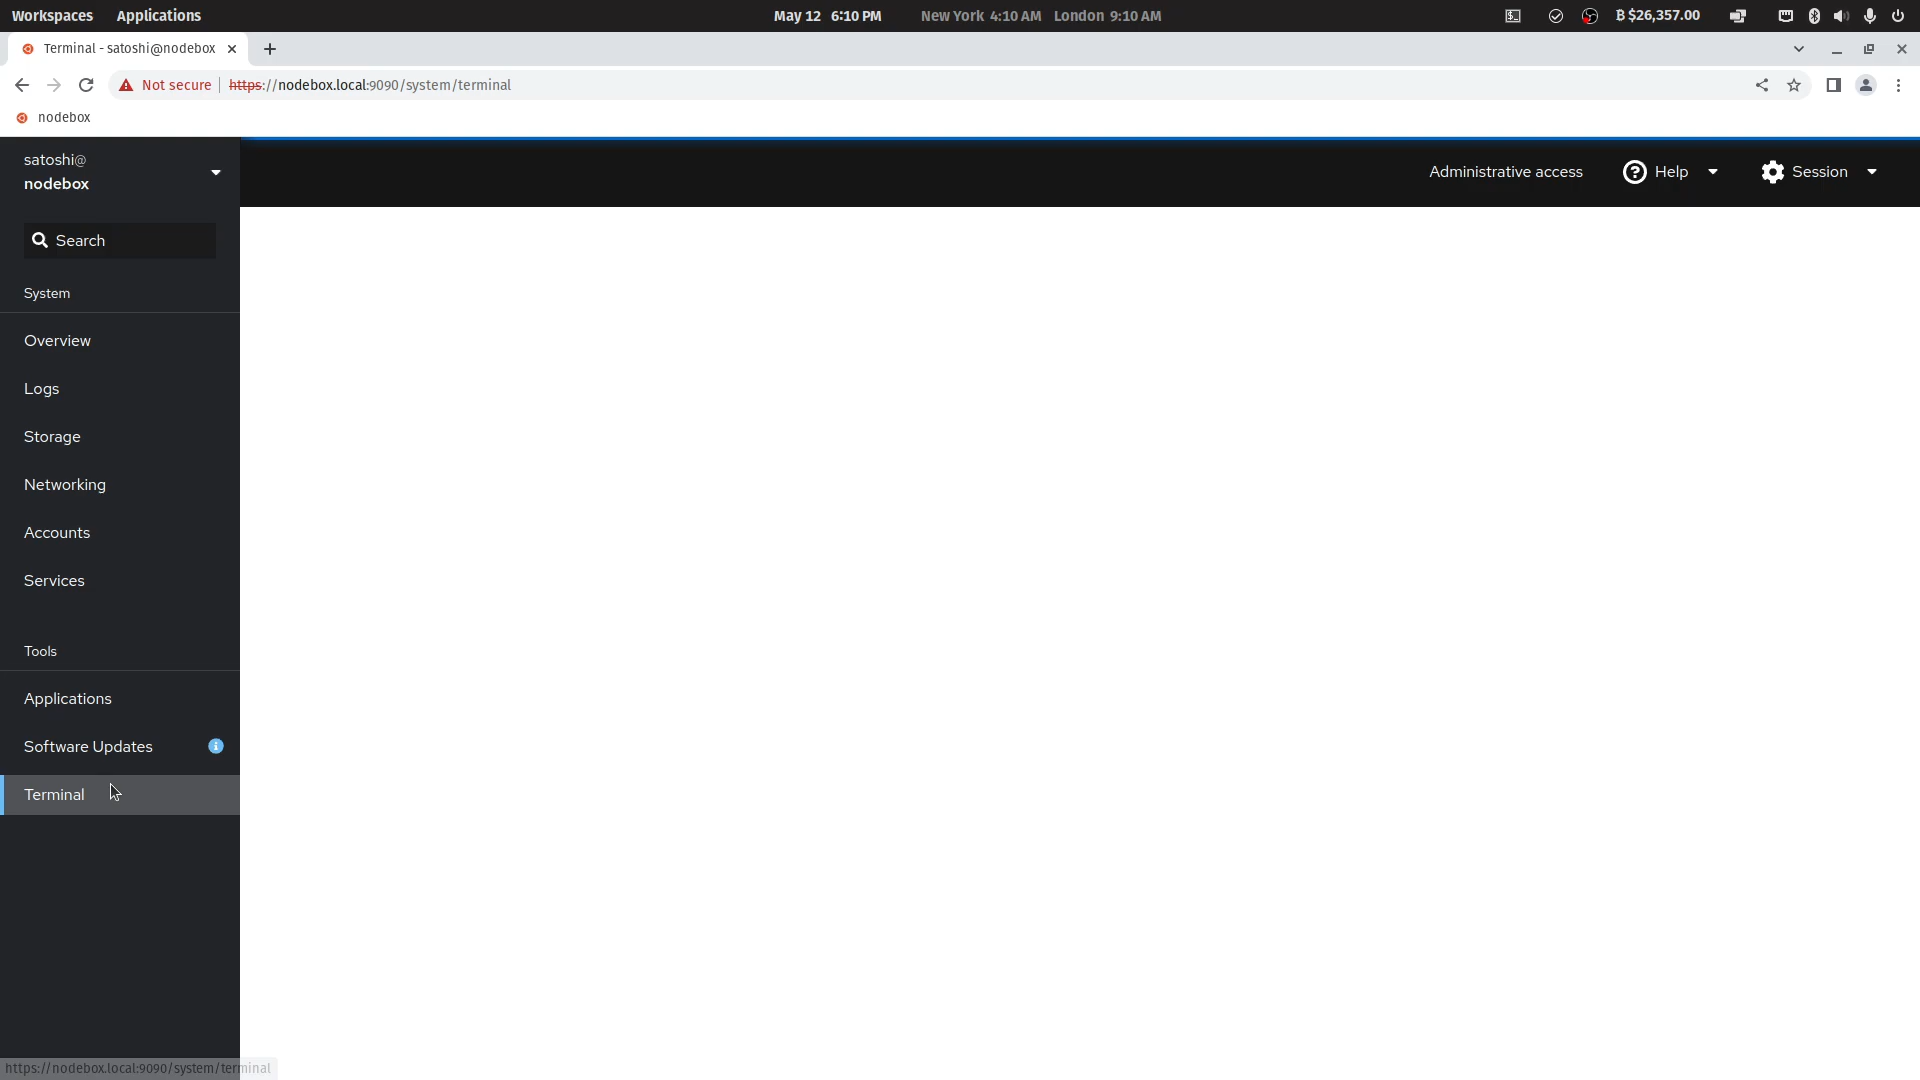 Workspaces Applications May 12 6:10 PM New York 4:10 AM London 9:10 AM ₿ $26,357.00
Terminal - satoshi@nodebox
Not secure https://nodebox.local:9090/system/terminal
nodebox
satoshi@
nodebox
Administrative access Help Session
Search
System
Overview
Logs
Storage
Networking
Accounts
Services
Tools
Applications
Software Updates
Terminal
https://nodebox.local:9090/system/terminal